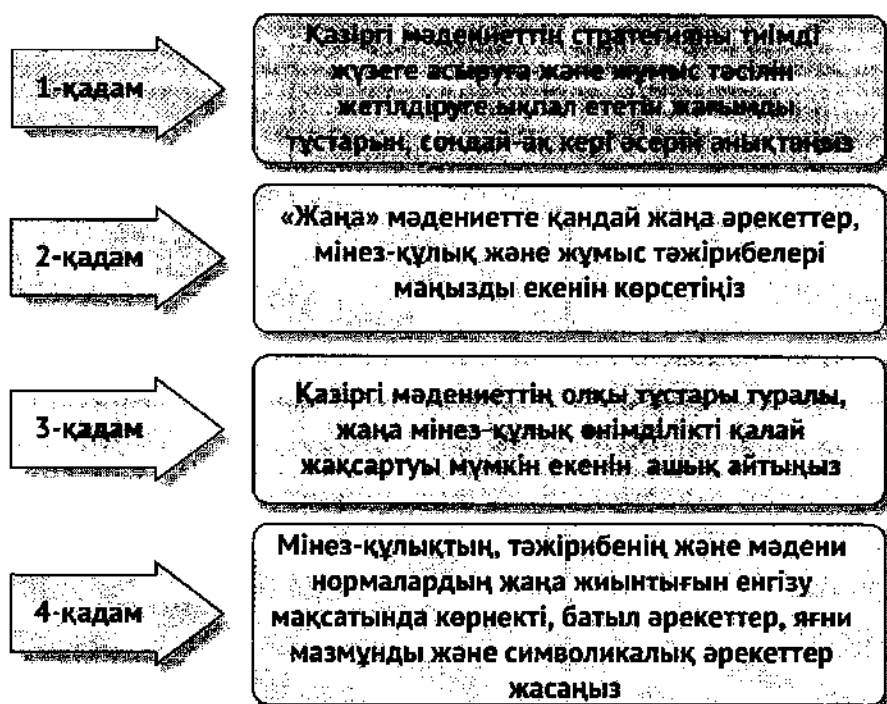 1-қадам
Қазіргі мәдениеттің стратегияны тиімді
жүзеге асыруға және жұмыс тәсілін
жетілдіруге ықпал ететін жағымды
тұстарын, сондай-ақ кері әсерін анықтаңыз
2-қадам
«Жаңа» мәдениетте қандай жаңа әрекеттер,
мінез-құлық және жұмыс тәжірибелері
маңызды екенін көрсетіңіз
3-қадам
Қазіргі мәдениеттің олқы тұстары туралы,
жаңа мінез-құлық өнімділікті қалай
жақсартуы мүмкін екенін ашық айтыңыз
4-қадам
Мінез-құлықтың, тәжірибенің және мәдени
нормалардың жаңа жиынтығын енгізу
мақсатында көрнекті, батыл әрекеттер, яғни
мазмұнды және символикалық әрекеттер
жасаңыз